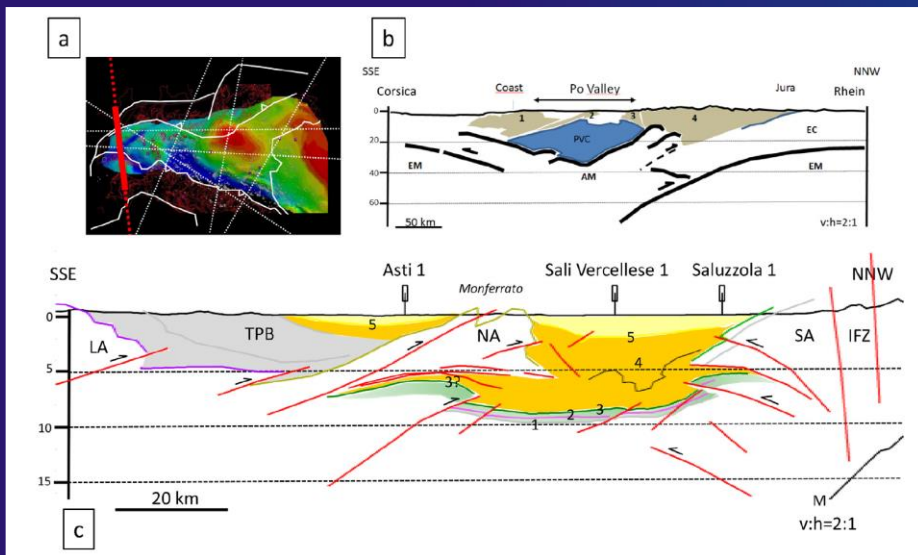 a
b
SSE
NNW
Corsica
Coast
Po Valley
Jura
Rhein
0
20
40
60
1
2
3
4
PVC
EC
EM
AM
EM
50 km
v:h=2:1
SSE
Asti 1
Monferrato
Sali Vercellese 1
Saluzzola 1
NNW
0
5
10
15
LA
TPB
5
NA
5
4
SA
IFZ
3?
3
2
1
M
20 km
v:h=2:1
c